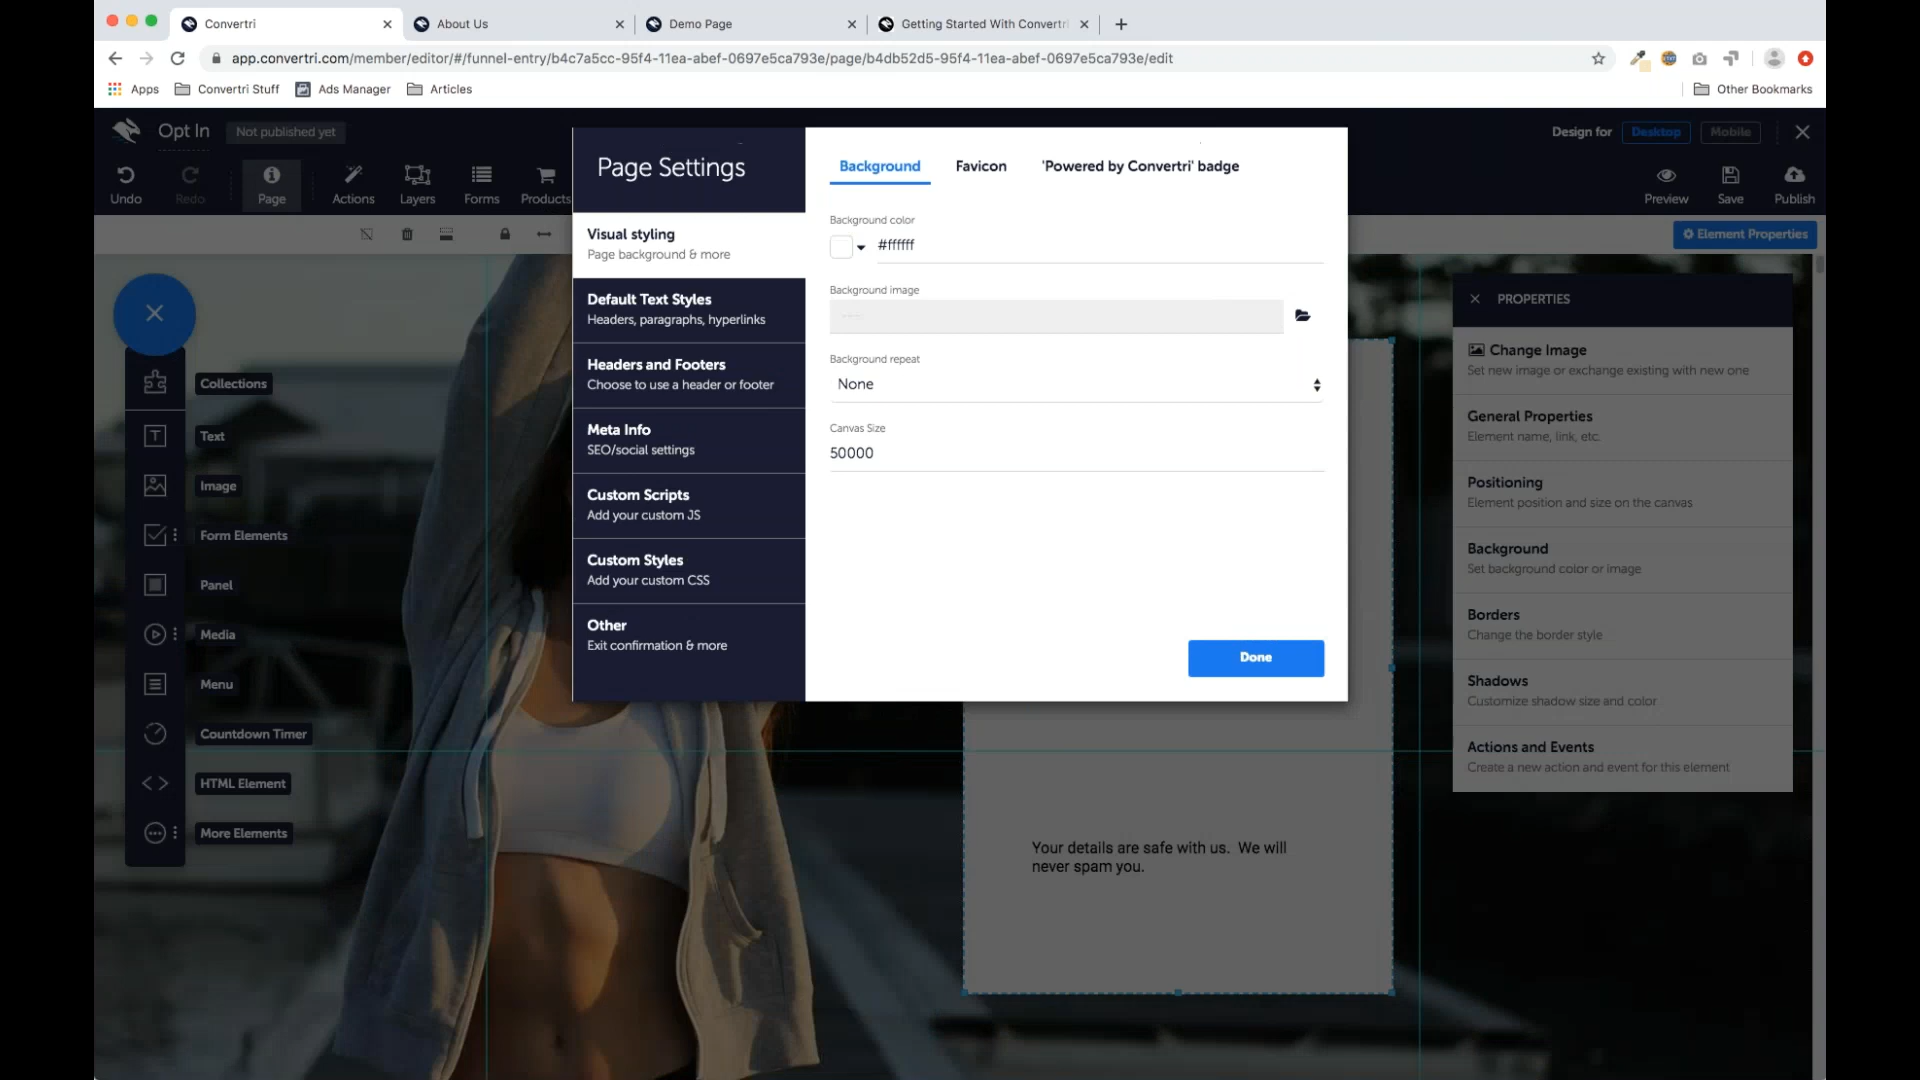 Convertri
About Us
Demo Page
Getting Started With Convertri
app.convertri.com/member/editor/#/funnel-entry/b4c7a5cc-95f4-11ea-abef-0697e5ca793e/page/b4db52d5-95f4-11ea-abef-0697e5ca793e/edit
Apps
Convertri Stuff
Ads Manager
Articles
Other Bookmarks
Opt In
Not published yet
Design for
Desktop
Mobile
Undo
Redo
Page
Actions
Layers
Forms
Products
Preview
Save
Publish
Element Properties
Page Settings
Visual styling
Page background & more
Default Text Styles
Headers, paragraphs, hyperlinks
Headers and Footers
Choose to use a header or footer
Meta Info
SEO/social settings
Custom Scripts
Add your custom JS
Custom Styles
Add your custom CSS
Other
Exit confirmation & more
Background
Favicon
'Powered by Convertri' badge
Background color
#ffffff
Background image
Background repeat
None
Canvas Size
50000
Done
Collections
Text
Image
Form Elements
Panel
Media
Menu
Countdown Timer
HTML Element
More Elements
PROPERTIES
Change Image
Set new image or exchange existing with new one
General Properties
Element name, link, etc.
Positioning
Element position and size on the canvas
Background
Set background color or image
Borders
Change the border style
Shadows
Customize shadow size and color
Actions and Events
Create a new action and event for this element
Your details are safe with us. We will
never spam you.